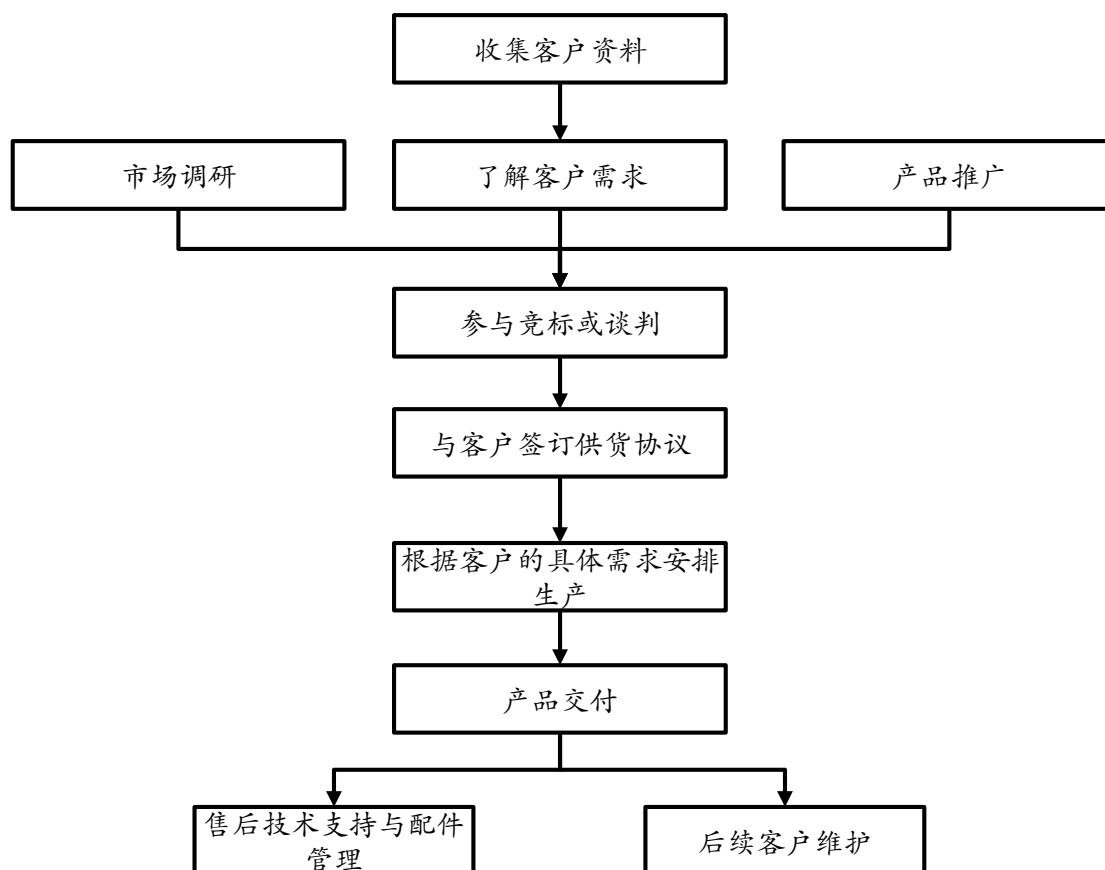 收集客户资料
市场调研
了解客户需求
产品推广
参与竞标或谈判
与客户签订供货协议
根据客户的具体需求安排
生产
产品交付
售后技术支持与配件
管理
后续客户维护